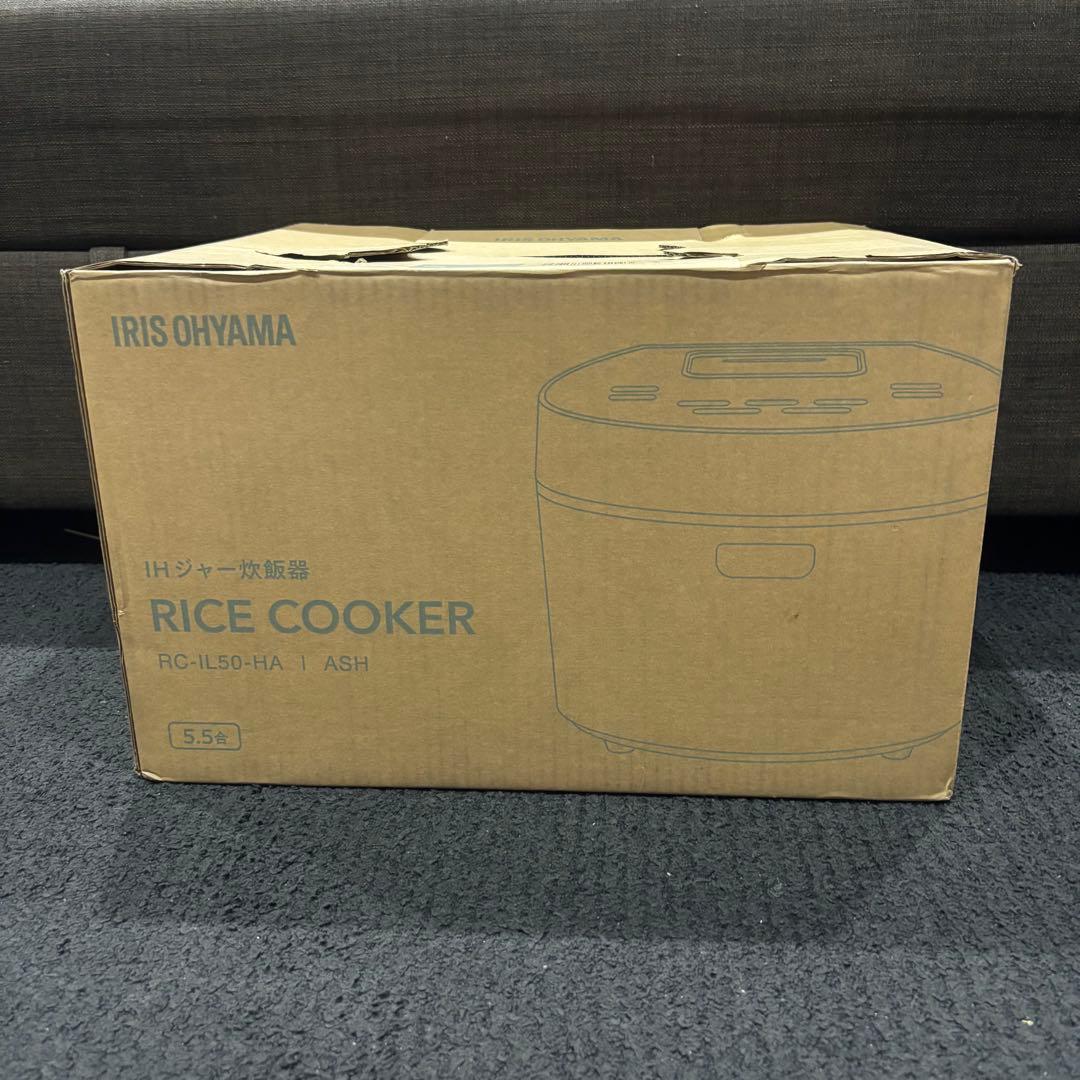 IRIS OHYAMA
IRIS OHYAMA
IHジャー炊飯器
RICE COOKER
RC-IL50-HA | ASH
5.5合